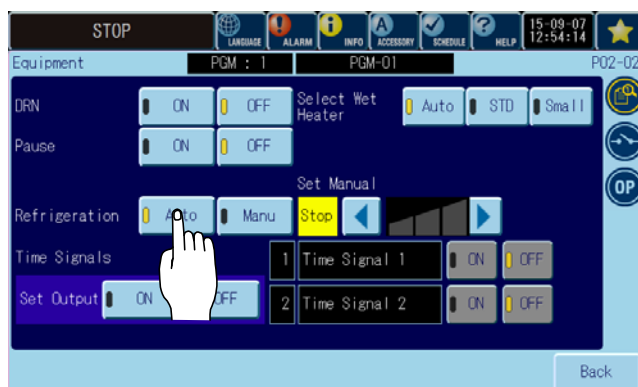 STOP LANGUAGE ALARM INFO ACCESSORY SCHEDULE HELP 15-09-07 12:54:14
Equipment PGM : 1 PGM-01 P02-02
DRN ON OFF Select Wet Heater Auto STD Small
Pause ON OFF
Set Manual
Refrigeration Auto Manu Stop OP
Time Signals 1 Time Signal 1 ON OFF
Set Output ON OFF 2 Time Signal 2 ON OFF
Back